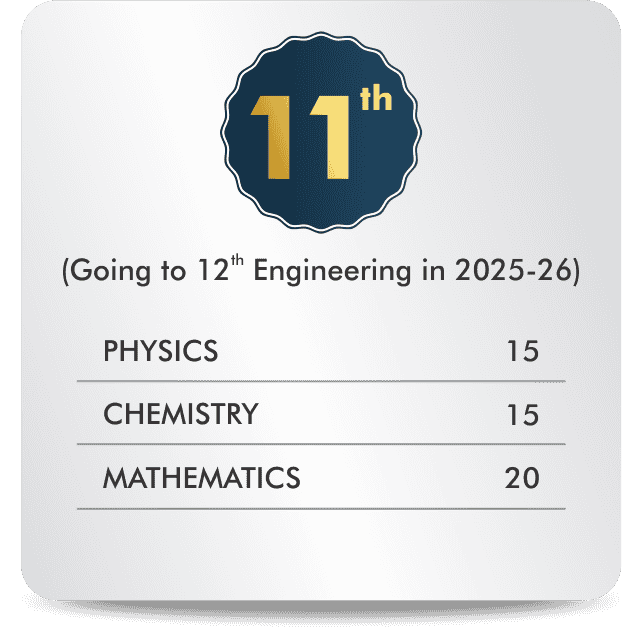 11th
(Going to 12th Engineering in 2025-26)
PHYSICS 15
CHEMISTRY 15
MATHEMATICS 20